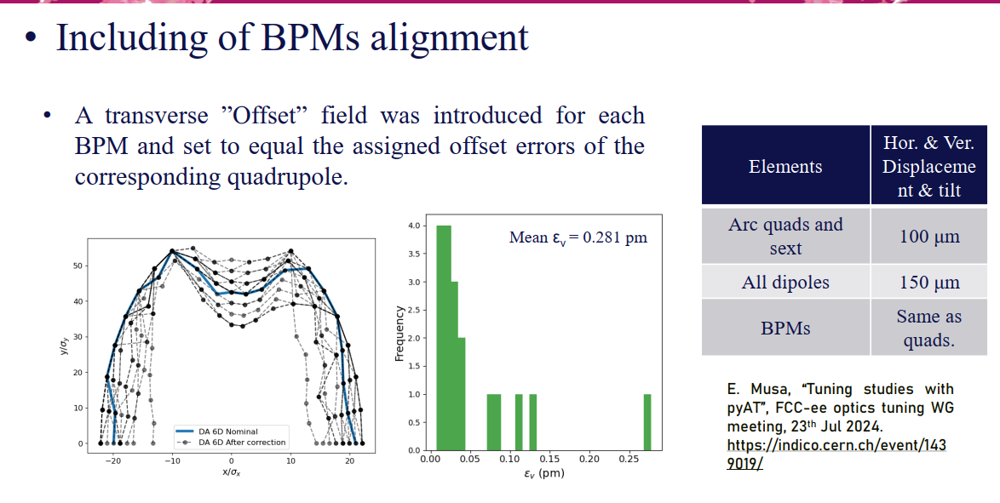 • Including of BPMs alignment
• A transverse ”Offset” field was introduced for each
BPM and set to equal the assigned offset errors of the
corresponding quadrupole.
y/σy
50
40
30
20
10
0
−20
−10
0
10
20
x/σx
DA 6D Nominal
DA 6D After correction
Frequency
4.0
3.5
3.0
2.5
2.0
1.5
1.0
0.5
0.0
Mean εv = 0.281 pm
0.00
0.05
0.10
0.15
0.20
0.25
εv (pm)
Elements
Hor. & Ver.
Displaceme
nt & tilt
Arc quads and
sext
100 μm
All dipoles
150 μm
BPMs
Same as
quads.
E. Musa, “Tuning studies with
pyAT”, FCC-ee optics tuning WG
meeting, 23th Jul 2024.
https://indico.cern.ch/event/143
9019/